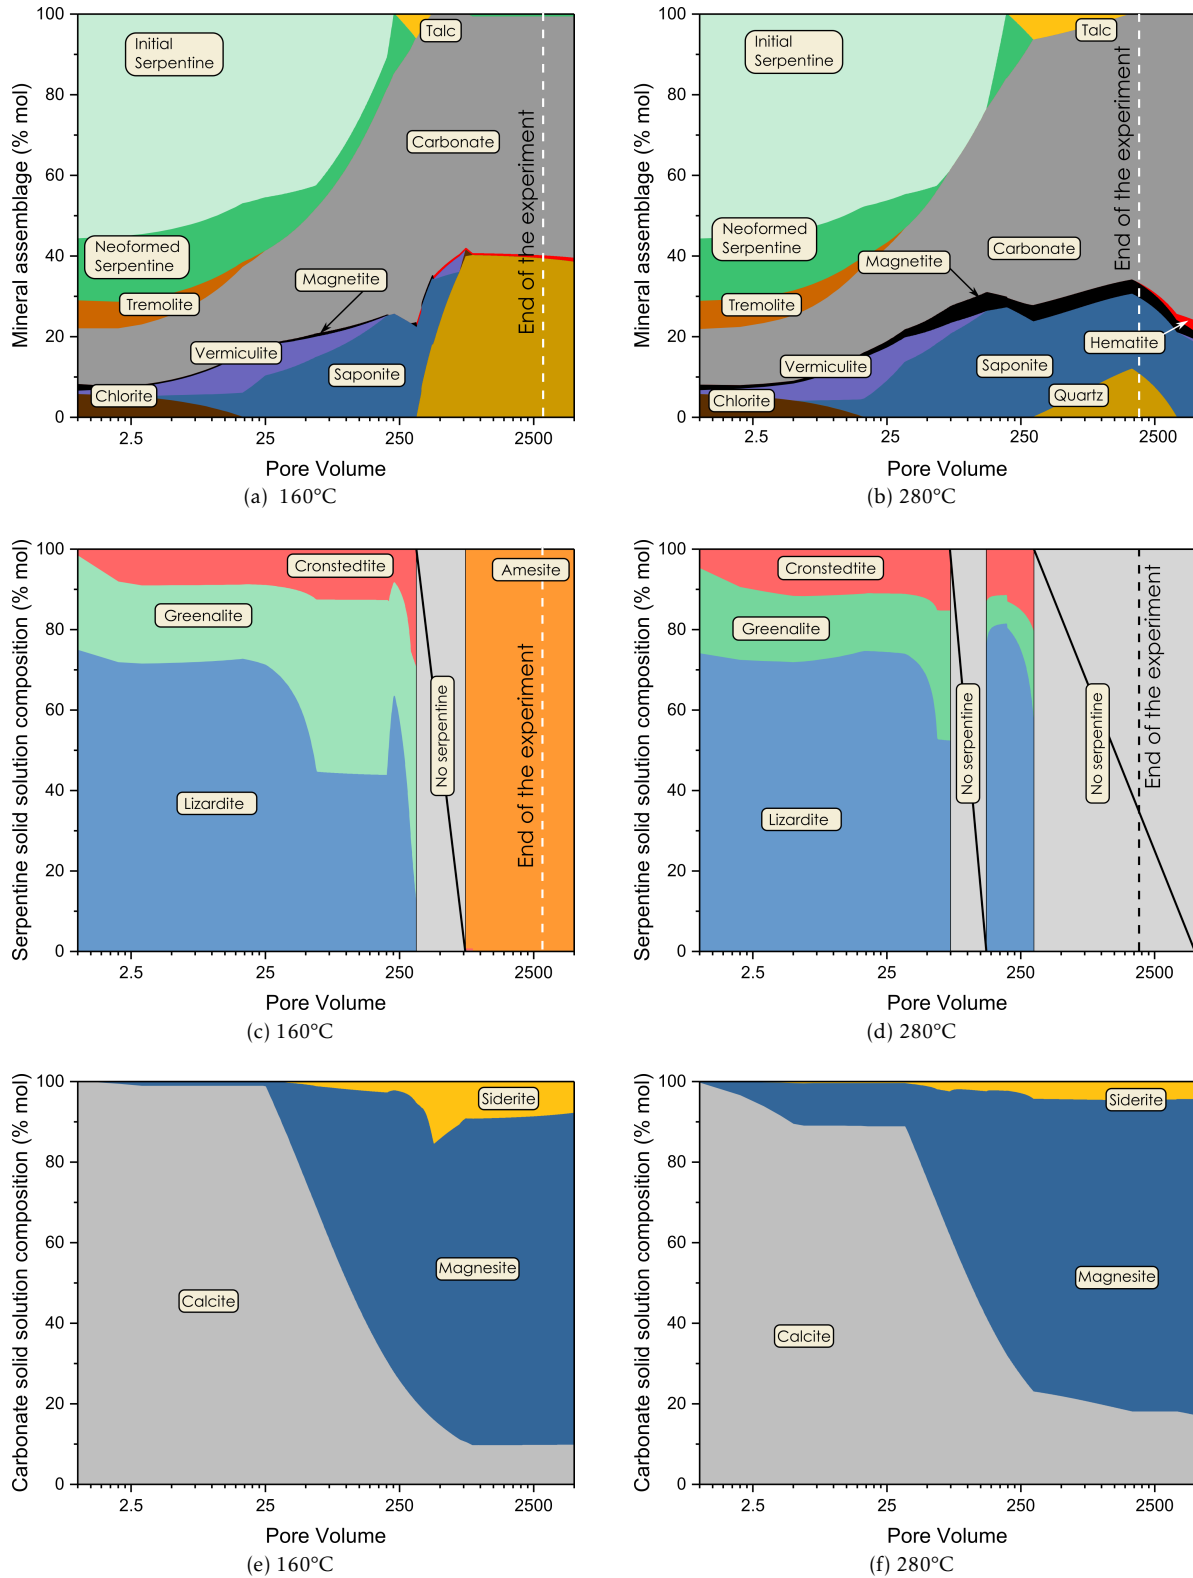 Mineral assemblage (% mol)
100
80
60
40
20
0
Initial
Serpentine
Talc
Carbonate
End of the experiment
Neoformed
Serpentine
Tremolite
Magnetite
Vermiculite
Saponite
Chlorite
2.5
25
250
2500
Pore Volume
(a) 160°C
Mineral assemblage (% mol)
100
80
60
40
20
0
Initial
Serpentine
Talc
End of the experiment
Neoformed
Serpentine
Carbonate
Magnetite
Tremolite
Hematite
Vermiculite
Saponite
Quartz
Chlorite
2.5
25
250
2500
Pore Volume
(b) 280°C
Serpentine solid solution composition (% mol)
100
80
60
40
20
0
Cronstedtite
Amesite
Greenalite
No serpentine
End of the experiment
Lizardite
2.5
25
250
2500
Pore Volume
(c) 160°C
Serpentine solid solution composition (% mol)
100
80
60
40
20
0
Cronstedtite
Greenalite
No serpentine
No serpentine
End of the experiment
Lizardite
2.5
25
250
2500
Pore Volume
(d) 280°C
Carbonate solid solution composition (% mol)
100
80
60
40
20
0
Siderite
Magnesite
Calcite
2.5
25
250
2500
Pore Volume
(e) 160°C
Carbonate solid solution composition (% mol)
100
80
60
40
20
0
Siderite
Magnesite
Calcite
2.5
25
250
2500
Pore Volume
(f) 280°C